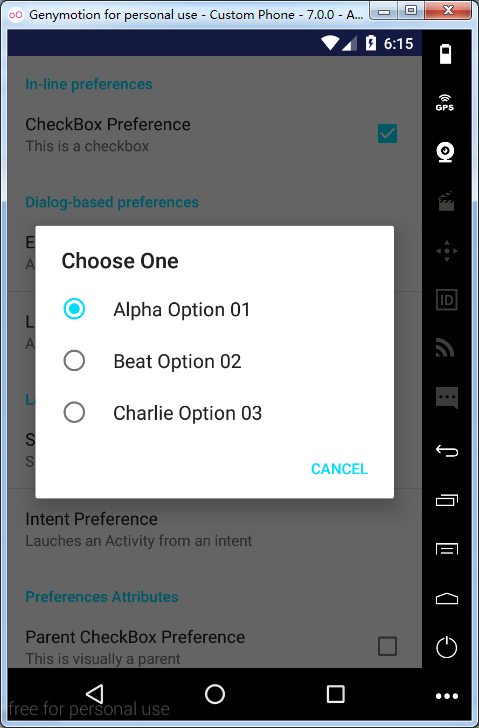 Genymotion for personal use - Custom Phone - 7.0.0 - A...
6:15
In-line preferences
CheckBox Preference
This is a checkbox
GPS
Dialog-based preferences
E
A
Choose One
Alpha Option 01
ID
Beat Option 02
L
A
La
Charlie Option 03
S
S
CANCEL
Intent Preference
Lauches an Activity from an intent
Preferences Attributes
Parent CheckBox Preference
This is visually a parent
free for personal use